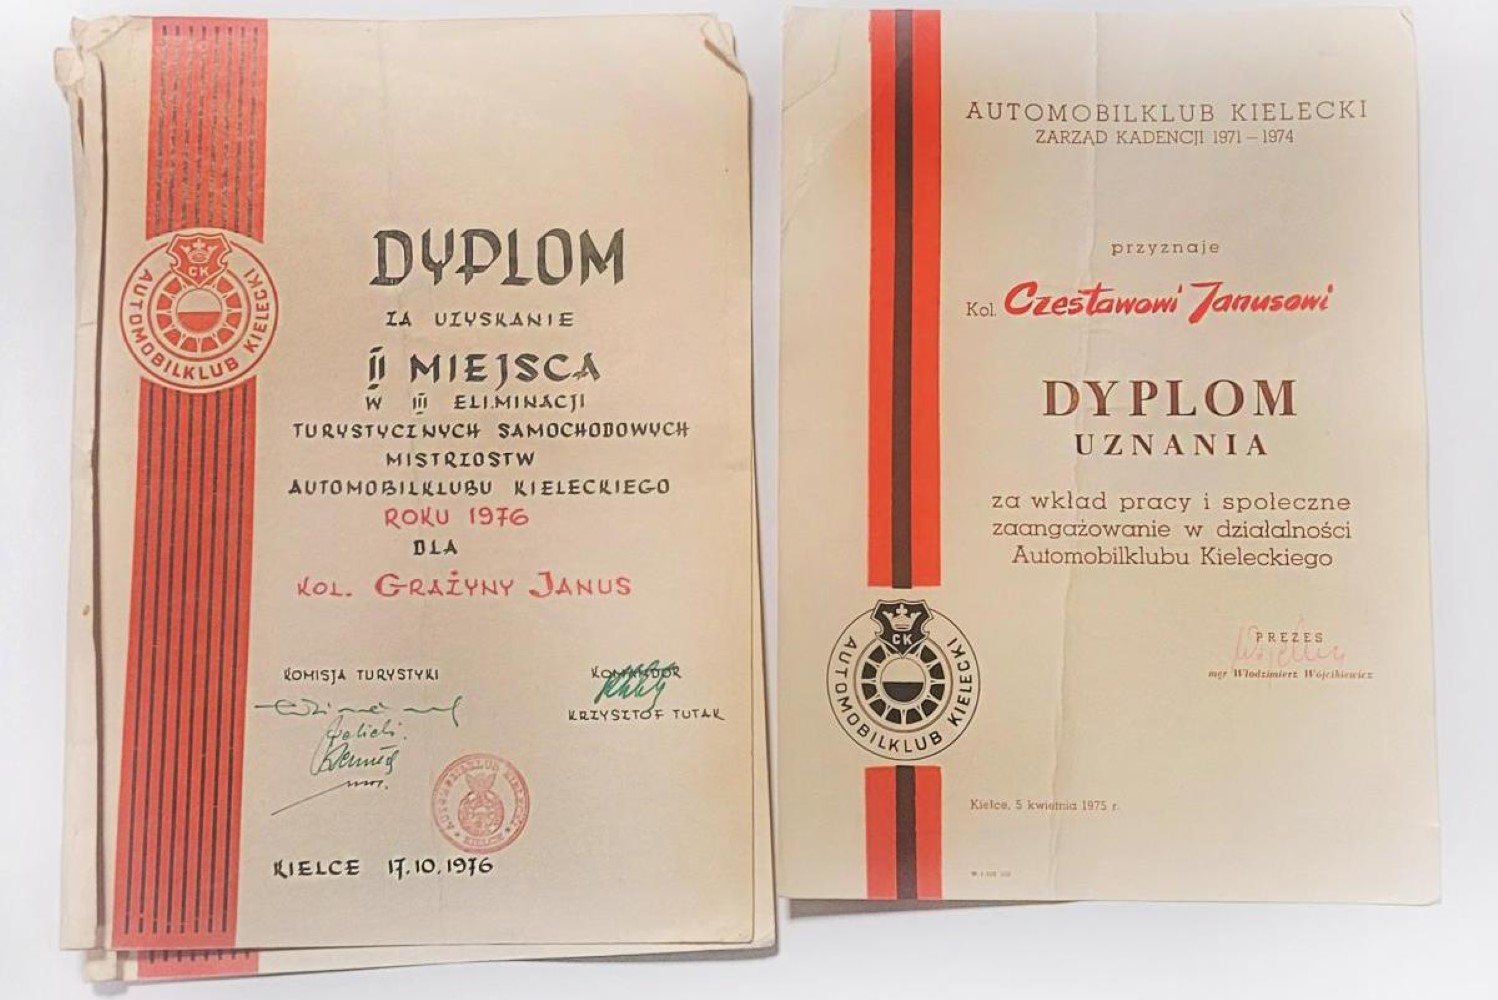 CK
AUTOMOBILKLUB KIELECKI
DYPLOM
ZA UZYSKANIE
II MIEJSCA
W III ELIMINACJI
TURYSTYCZNYCH SAMOCHODOWYCH
MISTRZOSTW
AUTOMOBILKLUBU KIELECKIEGO
ROKU 1976
DLA
KOL. GRAŻYNY JANUS
KOMISJA TURYSTYKI
KOMANDOR
KRZYSZTOF TUTAK
AUTOMOBILKLUB KIELECKI
KIELCE
KIELCE 17.10.1976
AUTOMOBILKLUB KIELECKI
ZARZĄD KADENCJI 1971 – 1974
przyznaje
Kol. Czesławowi Janusowi
DYPLOM
UZNANIA
za wkład pracy i społeczne
zaangażowanie w działalności
Automobilklubu Kieleckiego
PREZES
mgr Włodzimierz Wójcikiewicz
CK
AUTOMOBILKLUB KIELECKI
Kielce, 5 kwietnia 1975 r.